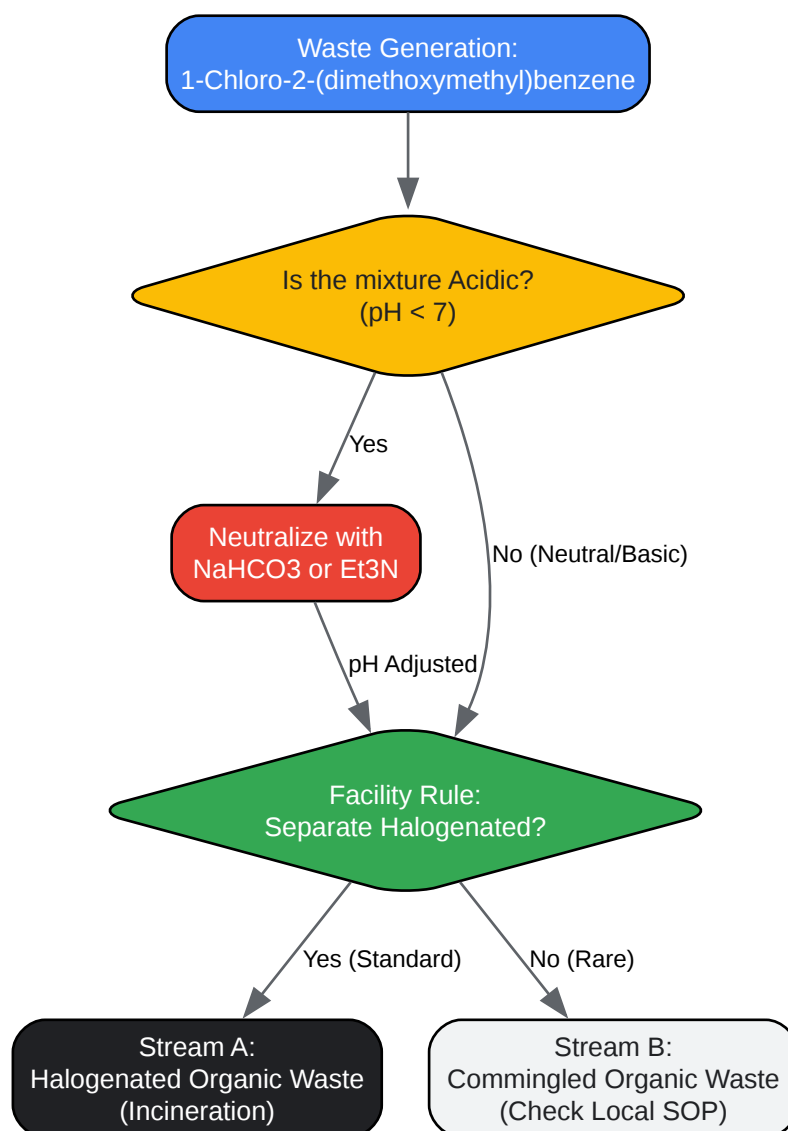 Waste Generation:
1-Chloro-2-(dimethoxymethyl)benzene
Is the mixture Acidic?
(pH < 7)
Yes
Neutralize with
NaHCO3 or Et3N
No (Neutral/Basic)
pH Adjusted
Facility Rule:
Separate Halogenated?
Yes (Standard)
No (Rare)
Stream A:
Halogenated Organic Waste
(Incineration)
Stream B:
Commingled Organic Waste
(Check Local SOP)